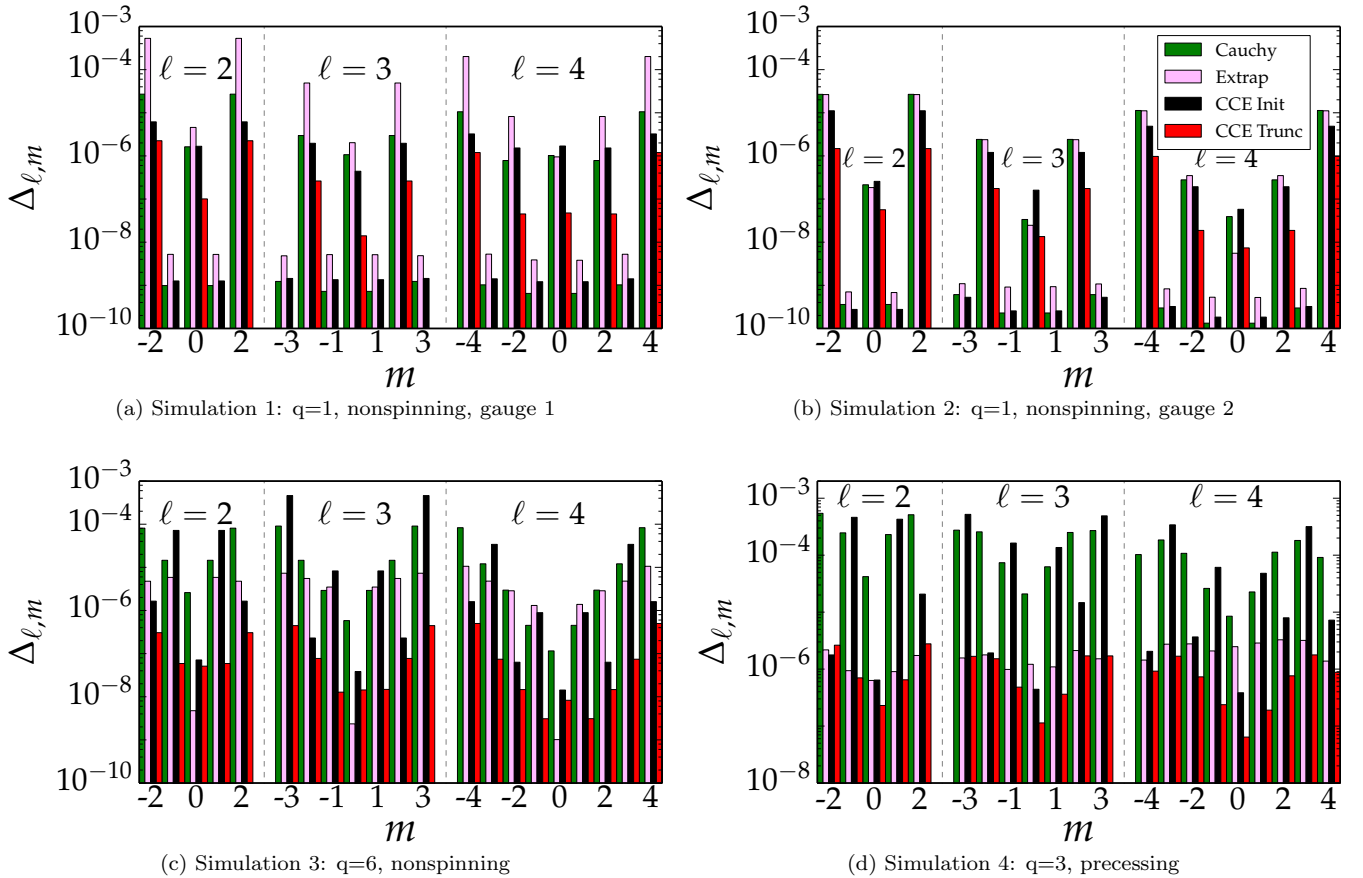 10⁻³
10⁻⁴
10⁻⁶
10⁻⁸
10⁻¹⁰
Δℓ,m
ℓ = 2
ℓ = 3
ℓ = 4
-2 0 2 -3 -1 1 3 -4 -2 0 2 4
m
(a) Simulation 1: q=1, nonspinning, gauge 1
10⁻³
10⁻⁴
10⁻⁶
10⁻⁸
10⁻¹⁰
Δℓ,m
Cauchy
Extrap
CCE Init
CCE Trunc
ℓ = 2
ℓ = 3
ℓ = 4
-2 0 2 -3 -1 1 3 -4 -2 0 2 4
m
(b) Simulation 2: q=1, nonspinning, gauge 2
10⁻³
10⁻⁴
10⁻⁶
10⁻⁸
10⁻¹⁰
Δℓ,m
ℓ = 2
ℓ = 3
ℓ = 4
-2 0 2 -3 -1 1 3 -4 -2 0 2 4
m
(c) Simulation 3: q=6, nonspinning
10⁻³
10⁻⁴
10⁻⁶
10⁻⁸
Δℓ,m
ℓ = 2
ℓ = 3
ℓ = 4
-2 0 2 -3 -1 1 3 -4 -2 0 2 4
m
(d) Simulation 4: q=3, precessing